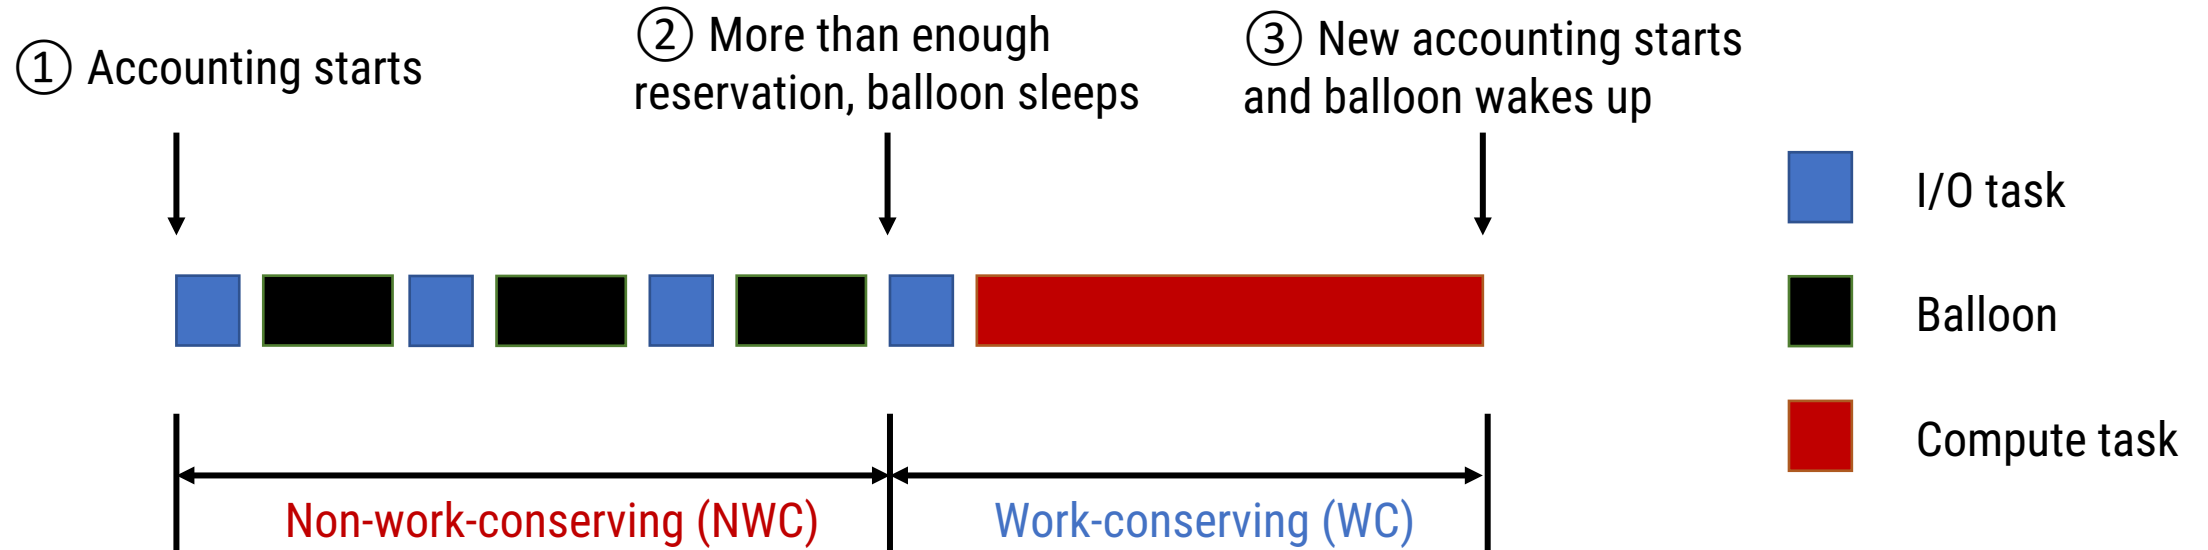 ① Accounting starts
② More than enough
reservation, balloon sleeps
③ New accounting starts
and balloon wakes up
I/O task
Balloon
Compute task
Non-work-conserving (NWC)
Work-conserving (WC)